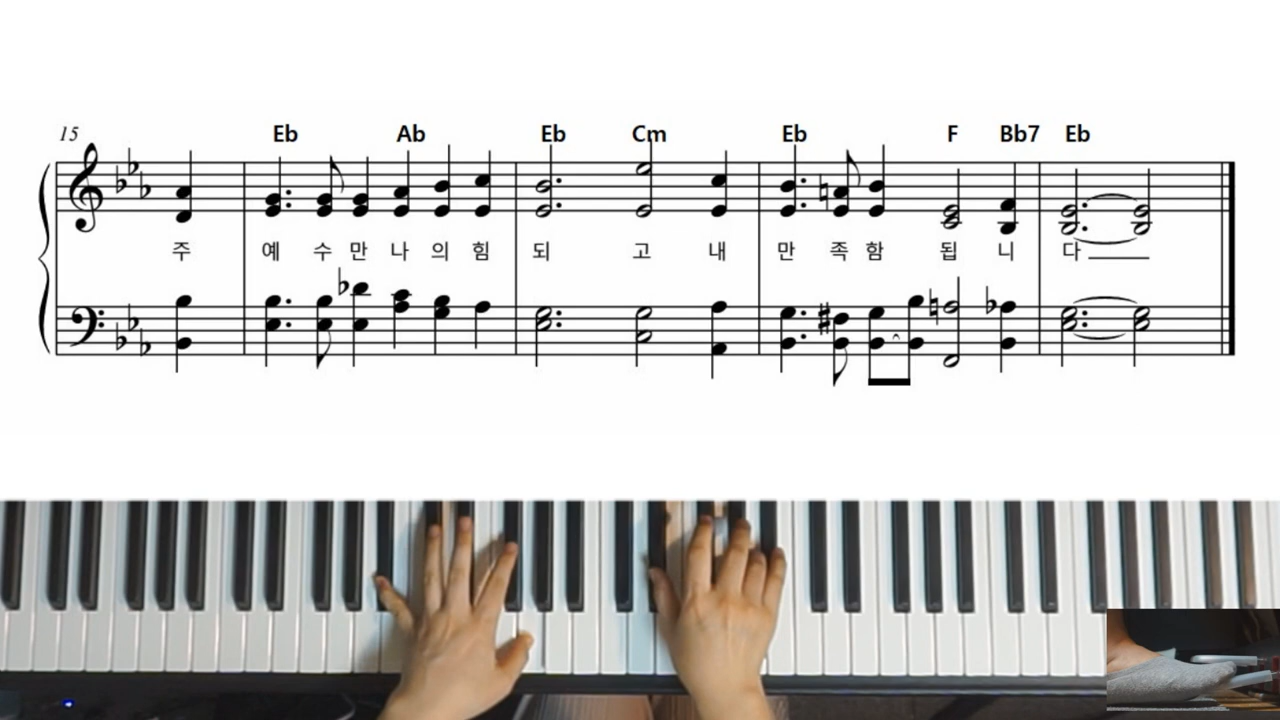 15 Eb Ab Eb Cm Eb F Bb7 Eb
주 예 수 만 나 의 힘 되 고 내 만 족 함 됩 니 다